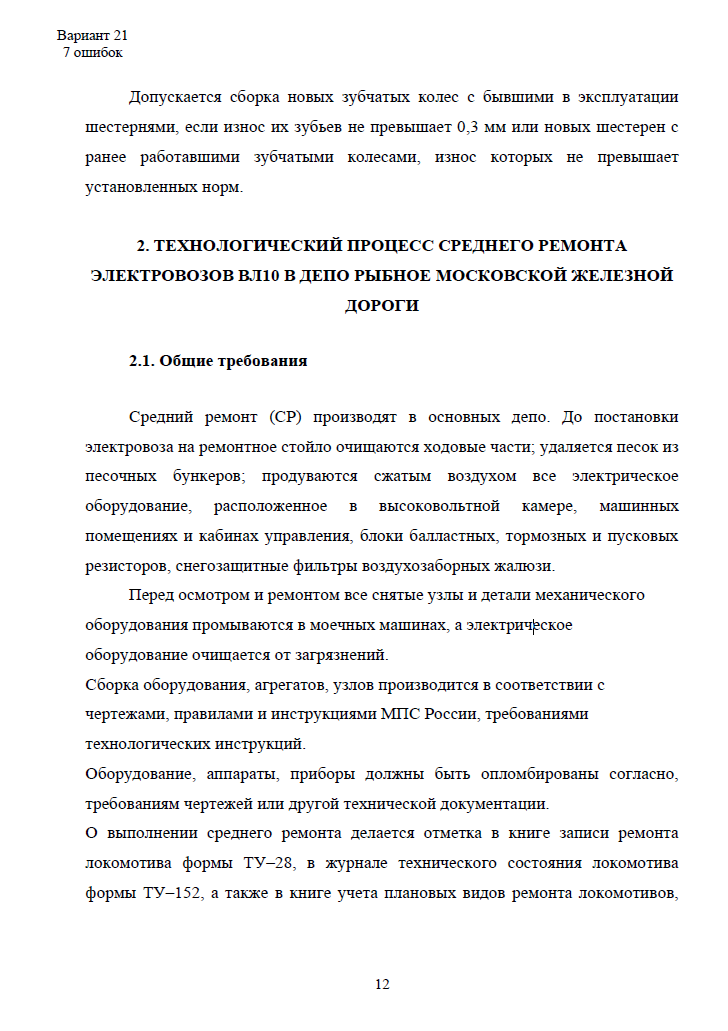 Вариант 21
7 ошибок
Допускается сборка новых зубчатых колес с бывшими в эксплуатации
шестернями, если износ их зубьев не превышает 0,3 мм или новых шестерен с
ранее работавшими зубчатыми колесами, износ которых не превышает
установленных норм.
2. ТЕХНОЛОГИЧЕСКИЙ ПРОЦЕСС СРЕДНЕГО РЕМОНТА
ЭЛЕКТРОВОЗОВ ВЛ10 В ДЕПО РЫБНОЕ МОСКОВСКОЙ ЖЕЛЕЗНОЙ
ДОРОГИ
2.1. Общие требования
Средний ремонт (СР) производят в основных депо. До постановки
электровоза на ремонтное стойло очищаются ходовые части; удаляется песок из
песочных бункеров; продуваются сжатым воздухом все электрическое
оборудование, расположенное в высоковольтной камере, машинных
помещениях и кабинах управления, блоки балластных, тормозных и пусковых
резисторов, снегозащитные фильтры воздухозаборных жалюзи.
Перед осмотром и ремонтом все снятые узлы и детали механического
оборудования промываются в моечных машинах, а электрическое
оборудование очищается от загрязнений.
Сборка оборудования, агрегатов, узлов производится в соответствии с
чертежами, правилами и инструкциями МПС России, требованиями
технологических инструкций.
Оборудование, аппараты, приборы должны быть опломбированы согласно,
требованиям чертежей или другой технической документации.
О выполнении среднего ремонта делается отметка в книге записи ремонта
локомотива формы ТУ–28, в журнале технического состояния локомотива
формы ТУ–152, а также в книге учета плановых видов ремонта локомотивов,
12